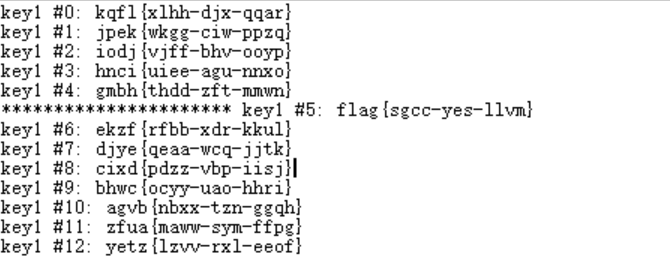 key1 #0: kqfl{xlhh-djx-qqar}
key1 #1: jpek{wkgg-ciw-ppzq}
key1 #2: iodj{vjff-bhv-ooyp}
key1 #3: hnci{uiee-agu-nnxo}
key1 #4: gmbh{thdd-zft-mmwn}
********************** key1 #5: flag{sgcc-yes-llvm}
key1 #6: ekzf{rfbb-xdr-kkul}
key1 #7: djye{qeaa-wcq-jjtk}
key1 #8: cixd{pdzz-vbp-iisj}
key1 #9: bhwc{ocyy-uao-hhri}
key1 #10: agvb{nbxx-tzn-ggqh}
key1 #11: zfua{maww-sym-ffpg}
key1 #12: yetz{lzvv-rxl-eeof}